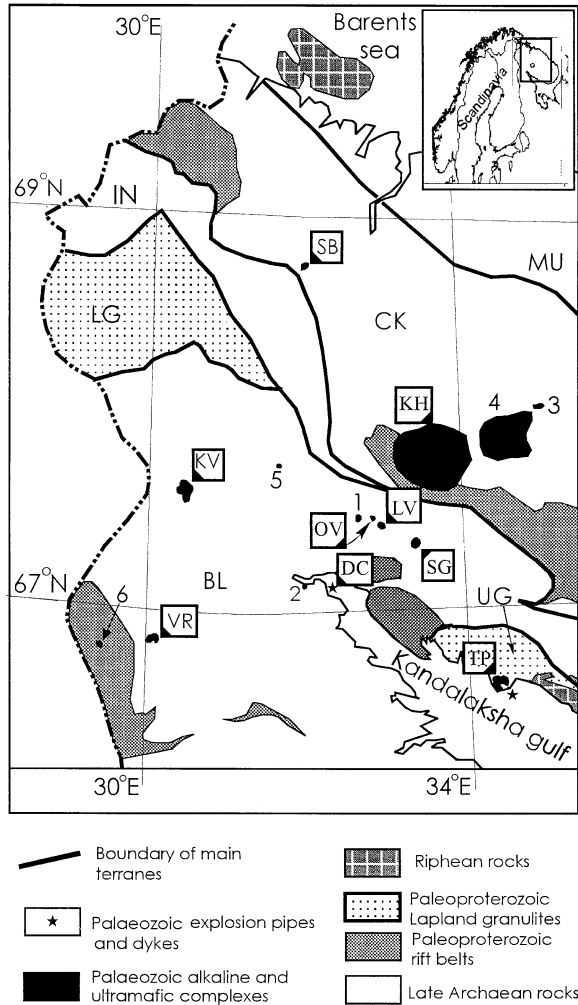 30°E
Barents
sea
Scandinavia
69°N
IN
SB
MU
LG
CK
KH
4
3
KV
5
LV
1
OV
SG
67°N
BL
DC
2
UG
6
VR
TP
Kandalaksha gulf
30°E
34°E
Boundary of main
terranes
Palaeozoic explosion pipes
and dykes
Palaeozoic alkaline and
ultramafic complexes
Riphean rocks
Paleoproterozoic
Lapland granulites
Paleoproterozoic
rift belts
Late Archaean rocks